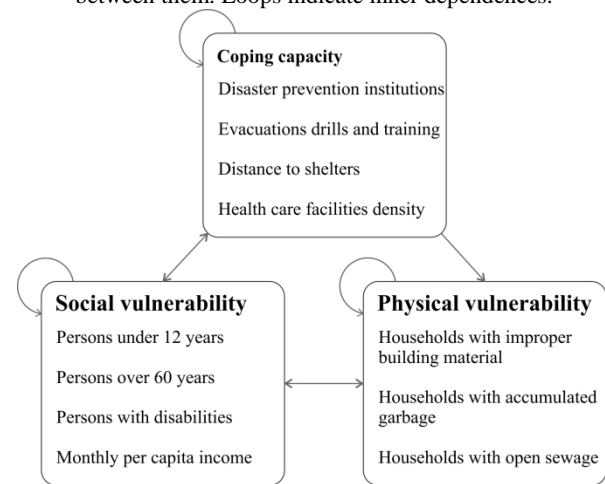 between them. Loops indicate inner dependences.
Coping capacity
Disaster prevention institutions
Evacuations drills and training
Distance to shelters
Health care facilities density
Social vulnerability
Persons under 12 years
Persons over 60 years
Persons with disabilities
Monthly per capita income
Physical vulnerability
Households with improper
building material
Households with accumulated
garbage
Households with open sewage